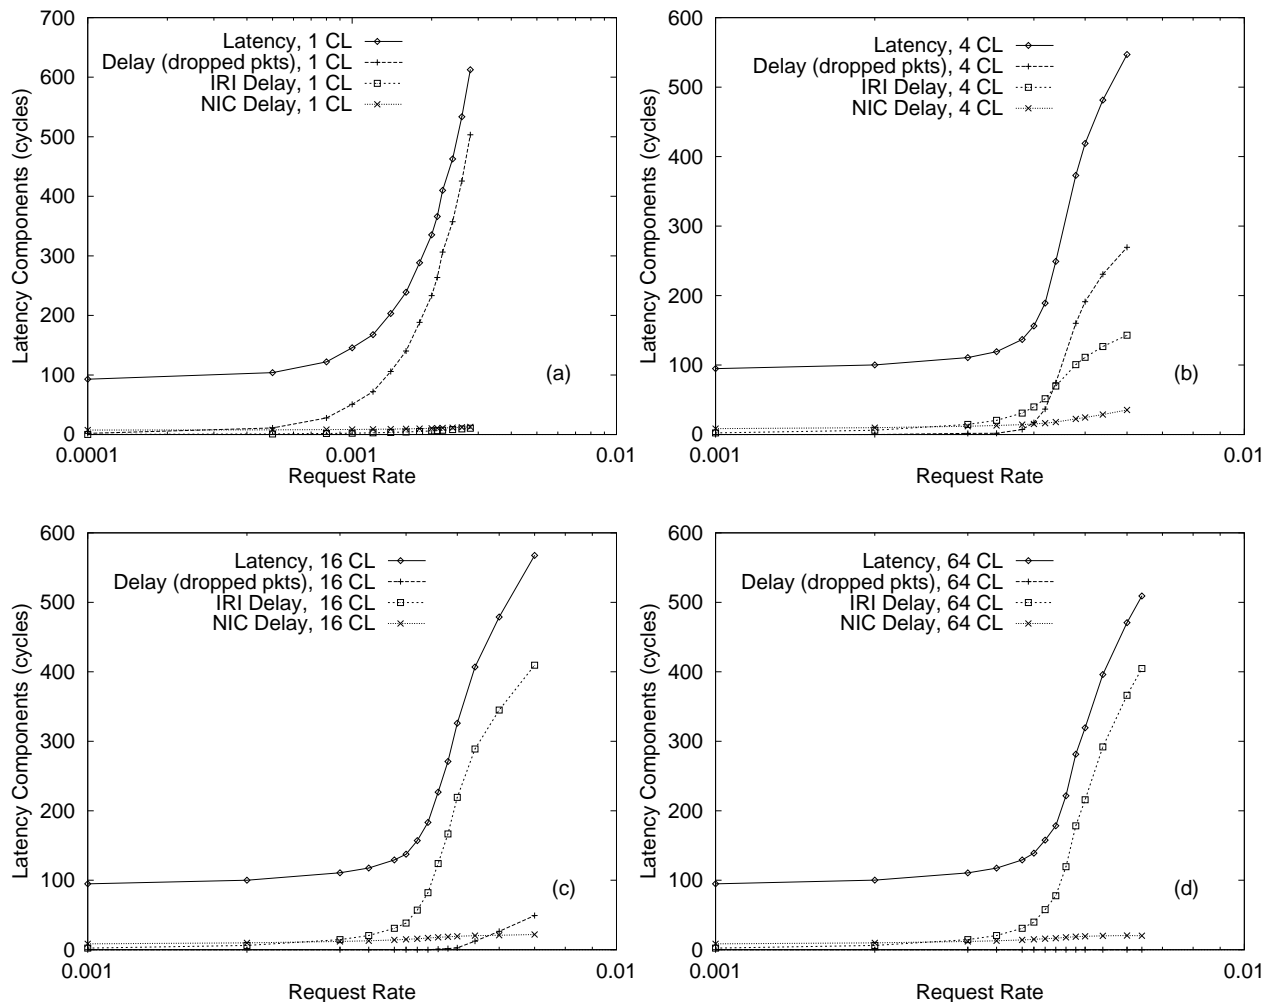 700
600
500
400
300
200
100
0
0.0001
0.001
0.01
Latency Components (cycles)
Request Rate
Latency, 1 CL
Delay (dropped pkts), 1 CL
IRI Delay, 1 CL
NIC Delay, 1 CL
(a)
600
500
400
300
200
100
0
0.001
0.01
Latency Components (cycles)
Request Rate
Latency, 4 CL
Delay (dropped pkts), 4 CL
IRI Delay, 4 CL
NIC Delay, 4 CL
(b)
600
500
400
300
200
100
0
0.001
0.01
Latency Components (cycles)
Request Rate
Latency, 16 CL
Delay (dropped pkts), 16 CL
IRI Delay, 16 CL
NIC Delay, 16 CL
(c)
600
500
400
300
200
100
0
0.001
0.01
Latency Components (cycles)
Request Rate
Latency, 64 CL
Delay (dropped pkts), 64 CL
IRI Delay, 64 CL
NIC Delay, 64 CL
(d)